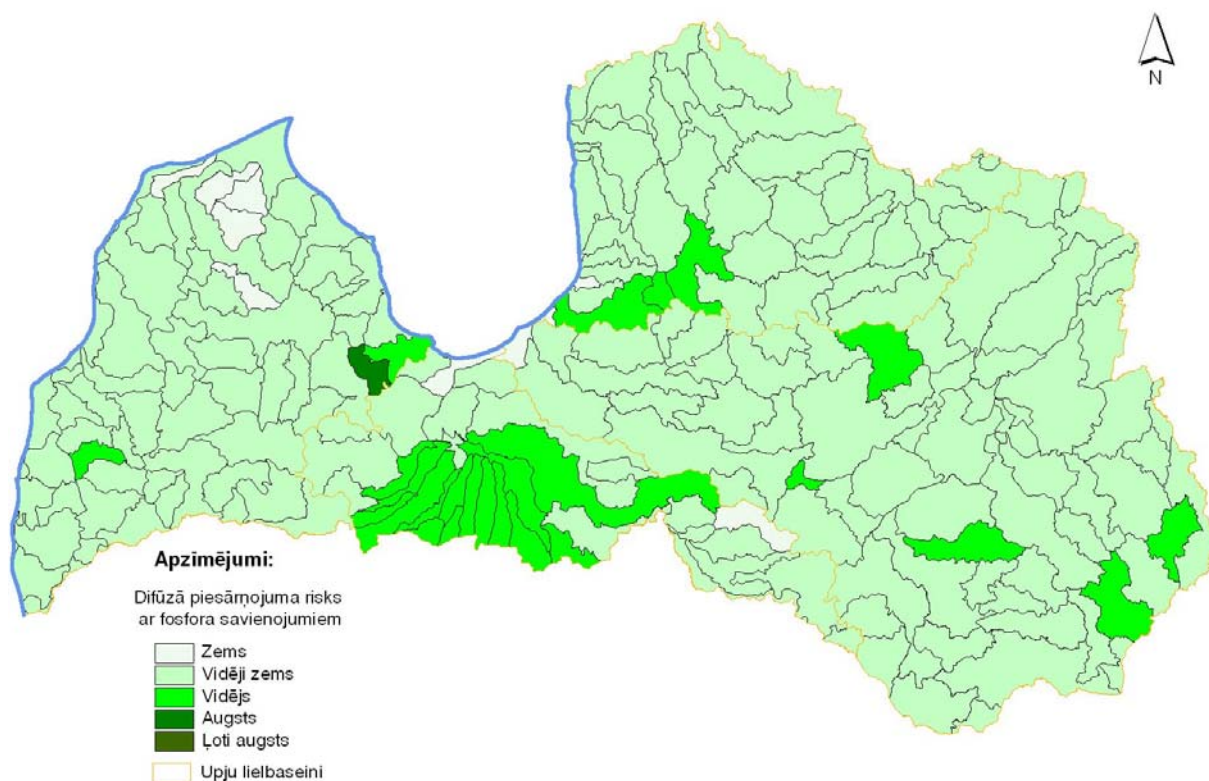 N
Apzīmējumi:
Difūzā piesārņojuma risks
ar fosfora savienojumiem
Zems
Vidēji zems
Vidējs
Augsts
Ļoti augsts
Upju lielbaseini